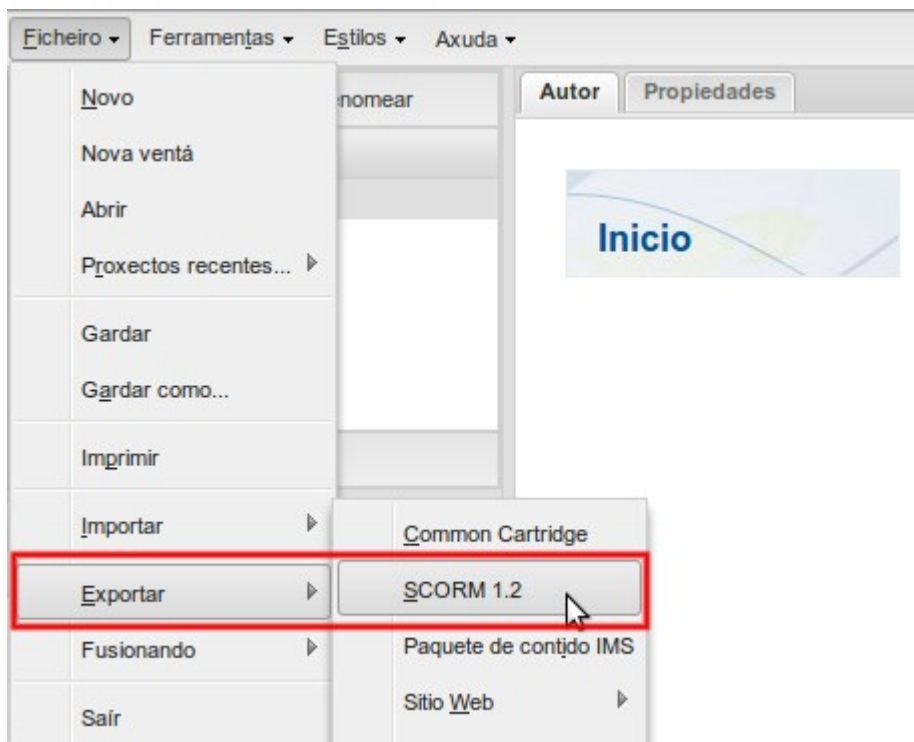 Ficheiro Ferramentas Estilos Axuda
Novo
enomear
Autor
Propiedades
Nova ventá
Abrir
Inicio
Proxectos recentes...
Gardar
Gardar como...
Imprimir
Importar
Common Cartridge
Exportar
SCORM 1.2
Fusionando
Paquete de contido IMS
Sitio Web
Saír